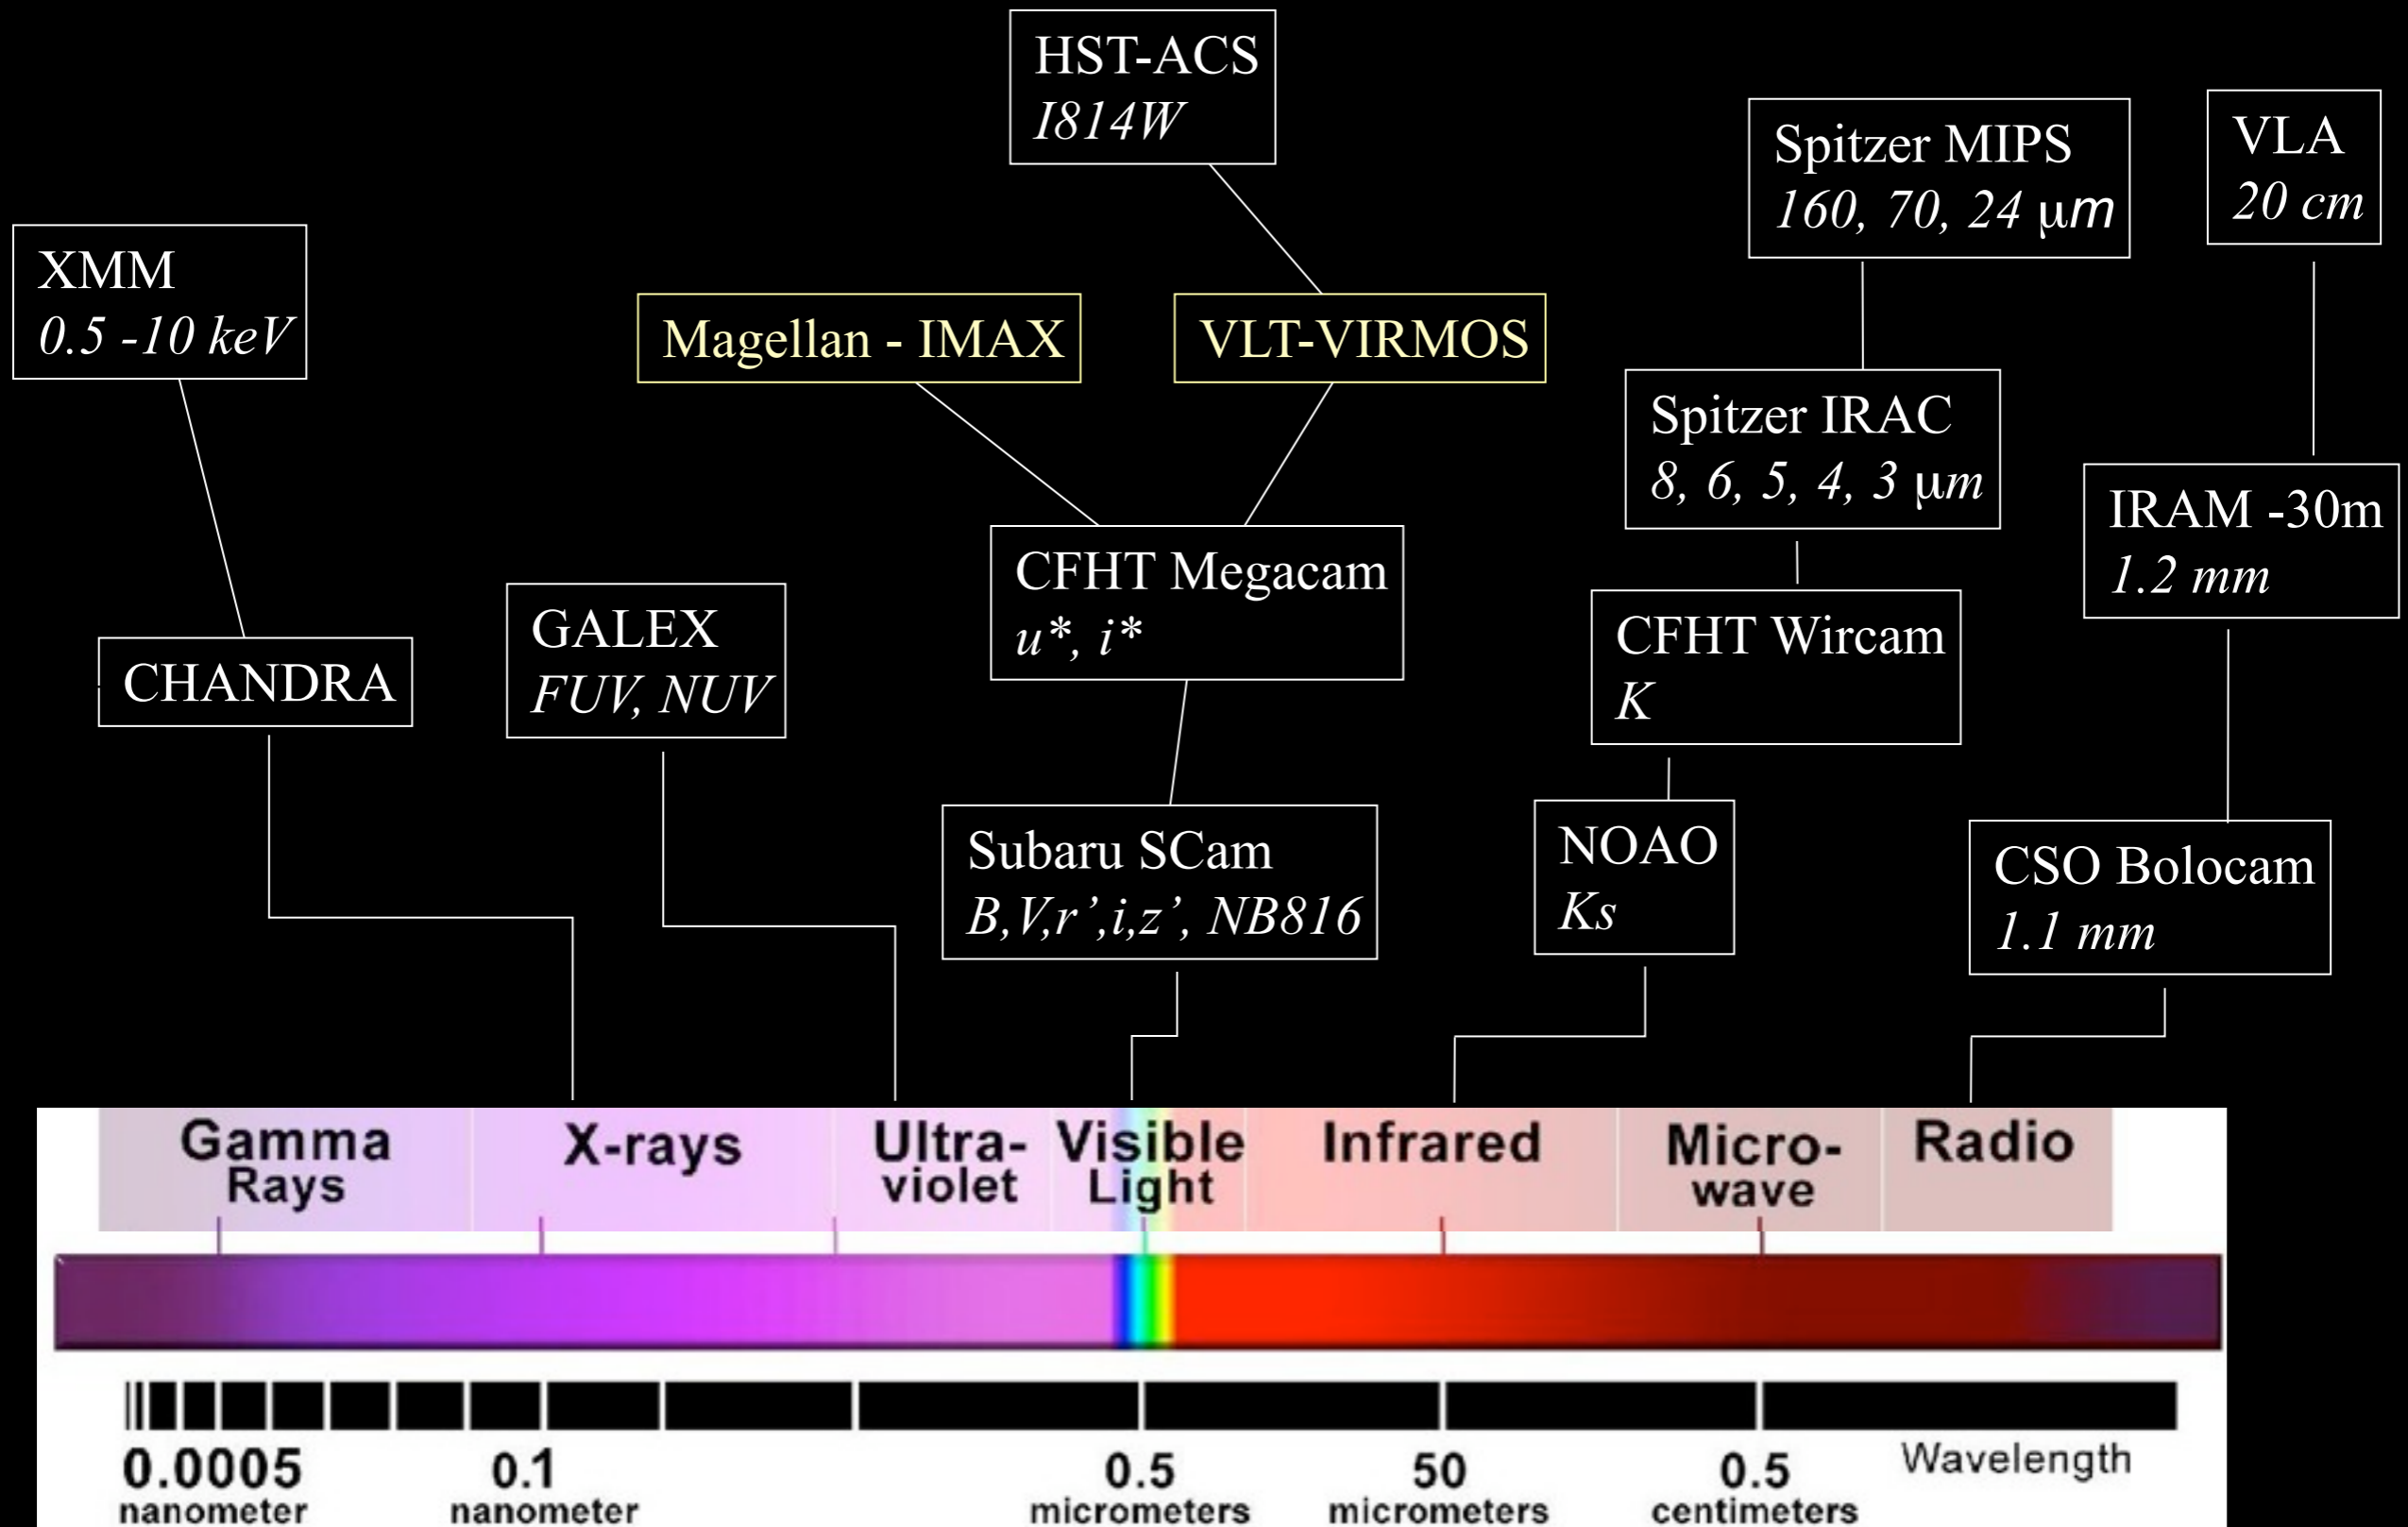 HST-ACS
I814W
Spitzer MIPS
160, 70, 24 μm
VLA
20 cm
XMM
0.5 -10 keV
Magellan - IMAX
VLT-VIRMOS
Spitzer IRAC
8, 6, 5, 4, 3 μm
IRAM -30m
1.2 mm
CFHT Megacam
u*, i*
GALEX
FUV, NUV
CFHT Wircam
K
CHANDRA
Subaru SCam
B,V,r’,i,z’, NB816
NOAO
Ks
CSO Bolocam
1.1 mm
Gamma
Rays
X-rays
Ultra-
violet
Visible
Light
Infrared
Micro-
wave
Radio
0.0005
nanometer
0.1
nanometer
0.5
micrometers
50
micrometers
0.5
centimeters
Wavelength